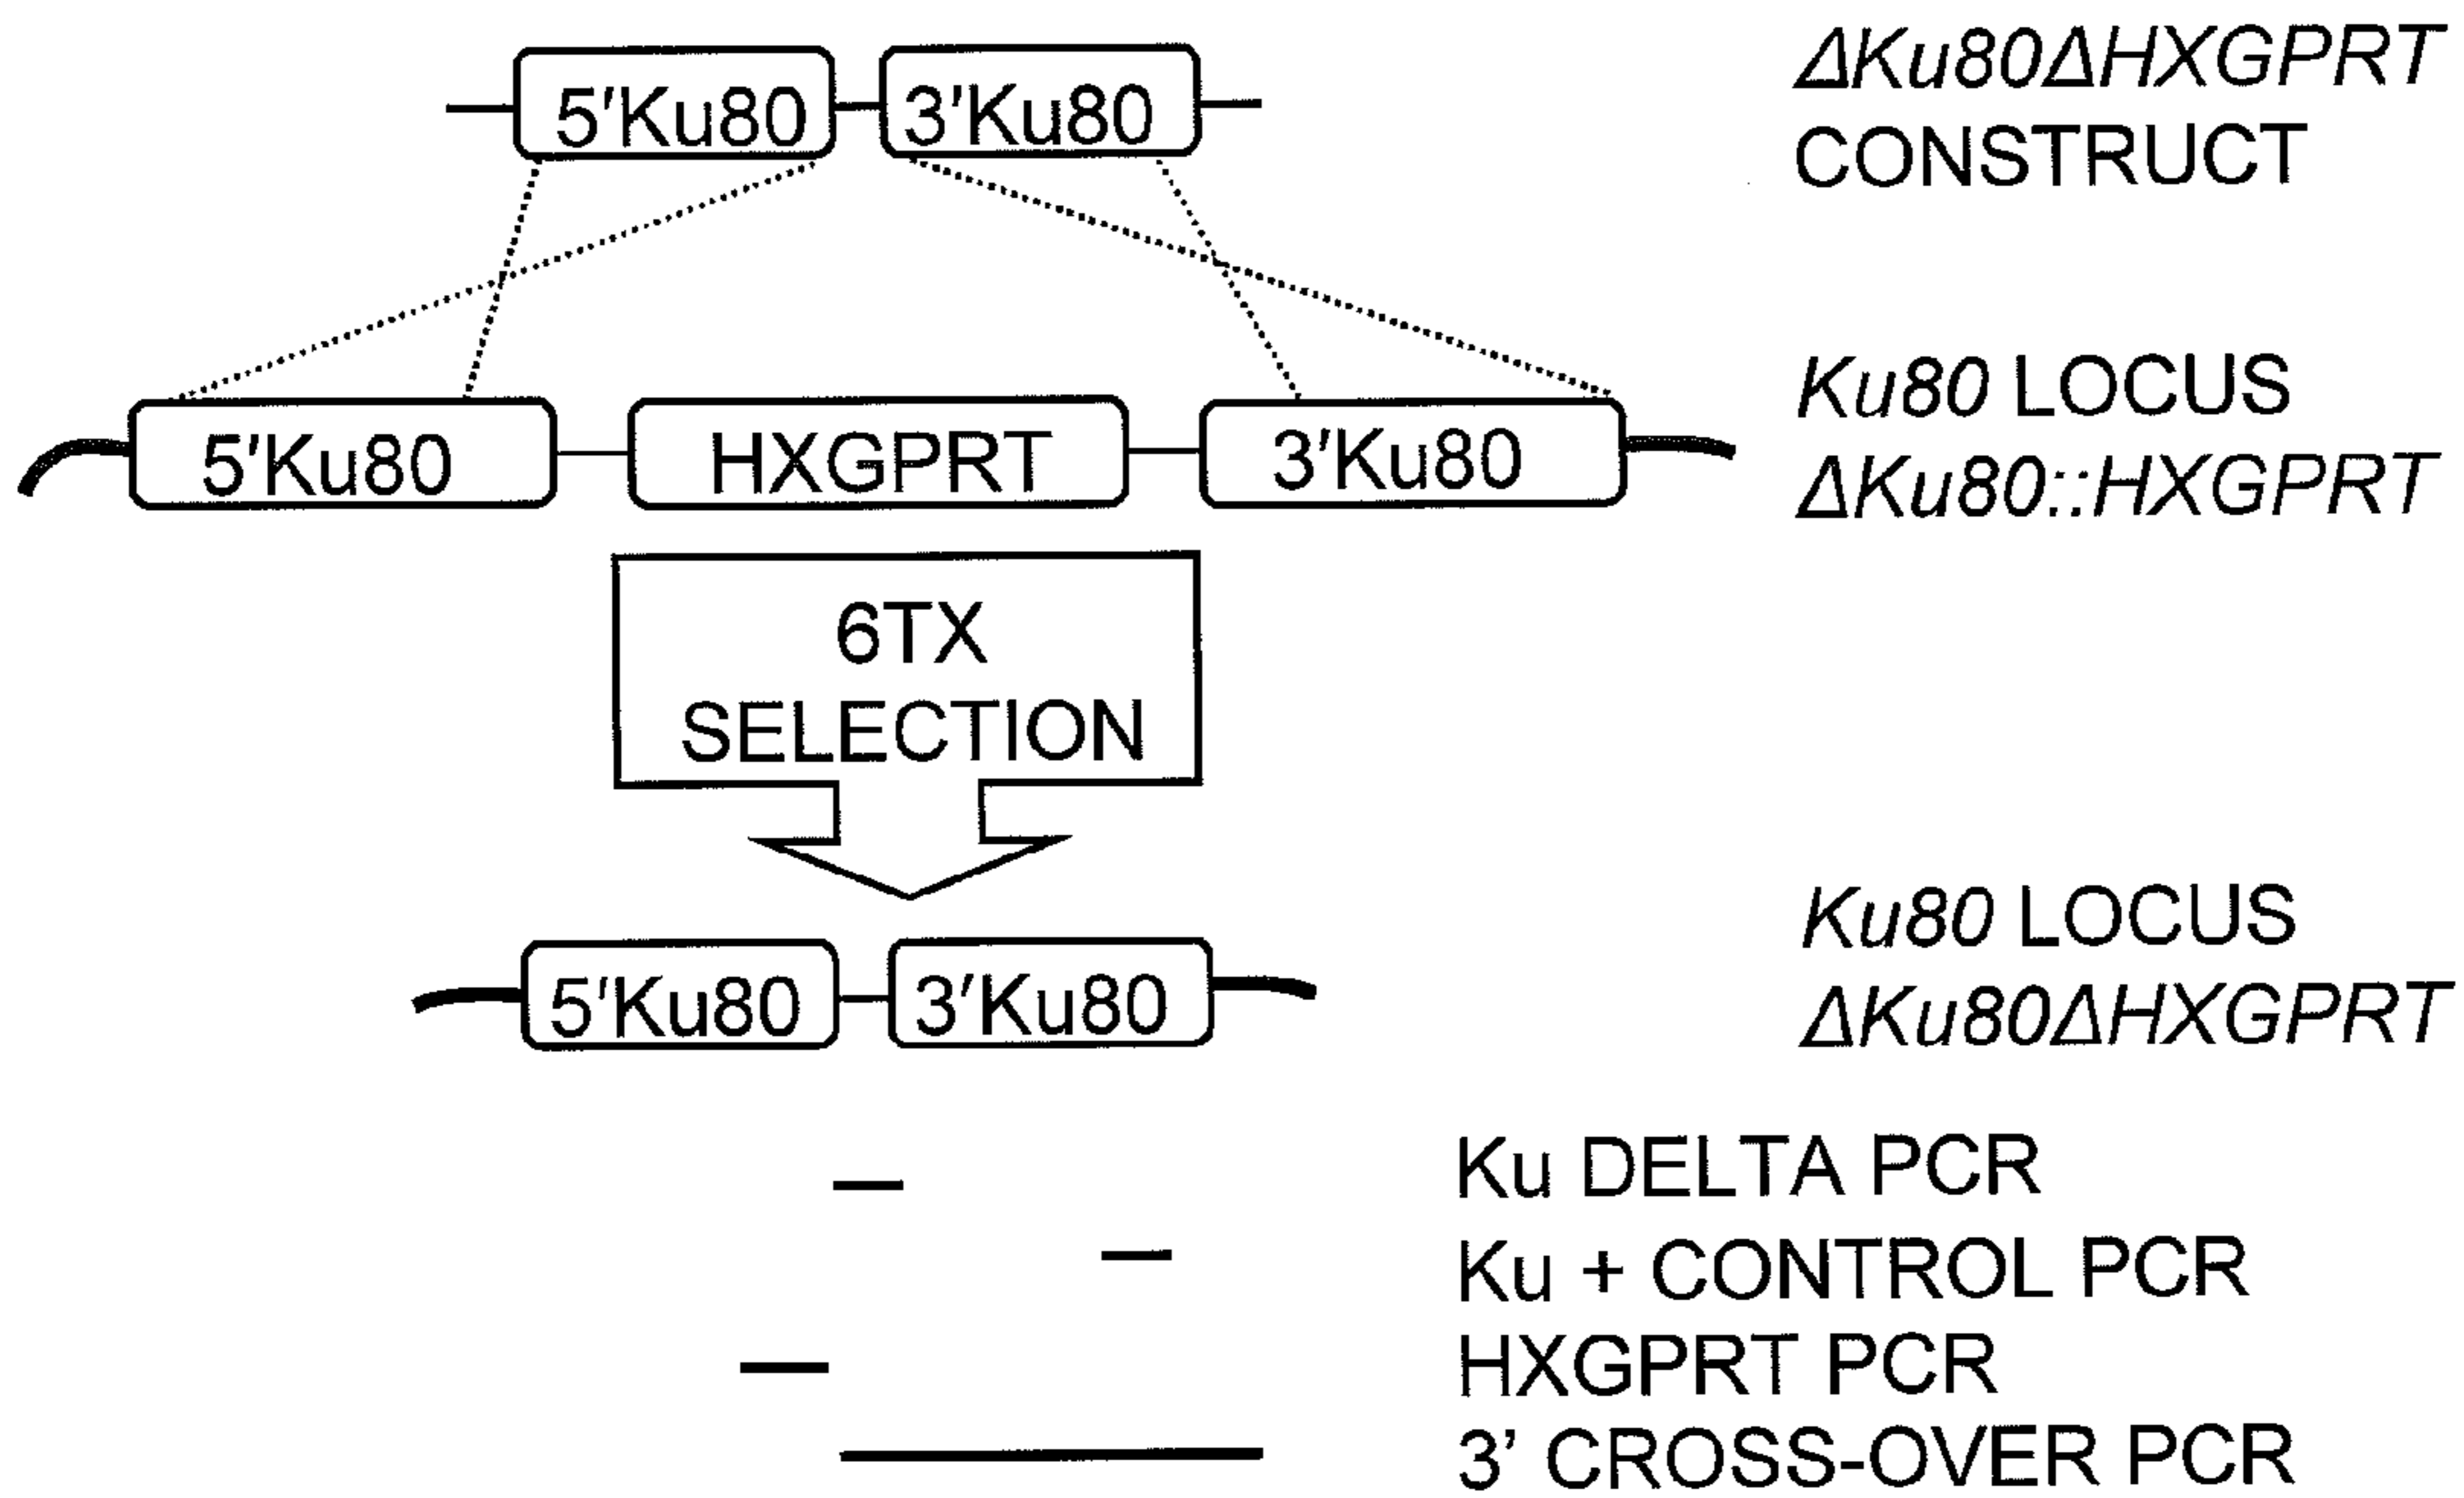 5'Ku80 3'Ku80 ΔKu80ΔHXGPRT
CONSTRUCT
Ku80 LOCUS
5'Ku80 HXGPRT 3'Ku80 ΔKu80::HXGPRT
6TX
SELECTION
Ku80 LOCUS
5'Ku80 3'Ku80 ΔKu80ΔHXGPRT
Ku DELTA PCR
Ku + CONTROL PCR
HXGPRT PCR
3’ CROSS-OVER PCR